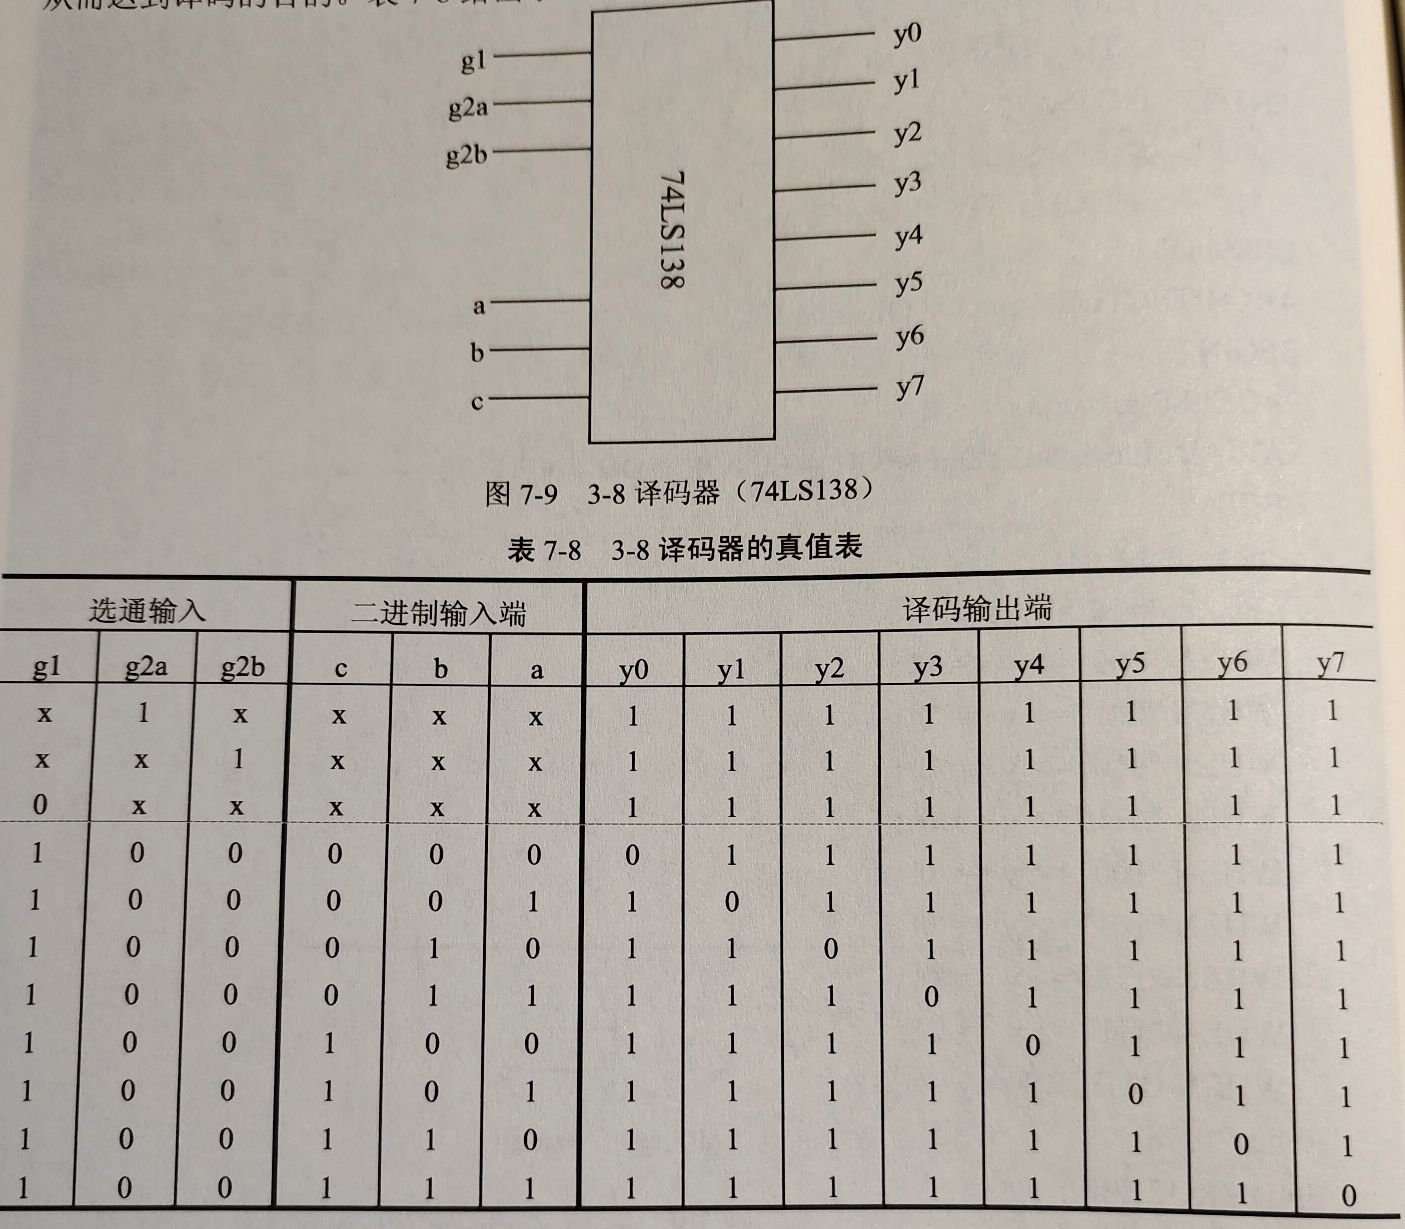 g1
g2a
g2b
a
b
c
74LS138
y0
y1
y2
y3
y4
y5
y6
y7
图 7-9 3-8 译码器（74LS138）
表 7-8 3-8 译码器的真值表
选通输入 二进制输入端 译码输出端
g1 g2a g2b c b a y0 y1 y2 y3 y4 y5 y6 y7
x 1 x x x x 1 1 1 1 1 1 1 1
x x 1 x x x 1 1 1 1 1 1 1 1
0 x x x x x 1 1 1 1 1 1 1 1
1 0 0 0 0 0 0 1 1 1 1 1 1 1
1 0 0 0 0 1 1 0 1 1 1 1 1 1
1 0 0 0 1 0 1 1 0 1 1 1 1 1
1 0 0 0 1 1 1 1 1 0 1 1 1 1
1 0 0 1 0 0 1 1 1 1 0 1 1 1
1 0 0 1 0 1 1 1 1 1 1 0 1 1
1 0 0 1 1 0 1 1 1 1 1 1 0 1
1 0 0 1 1 1 1 1 1 1 1 1 1 0